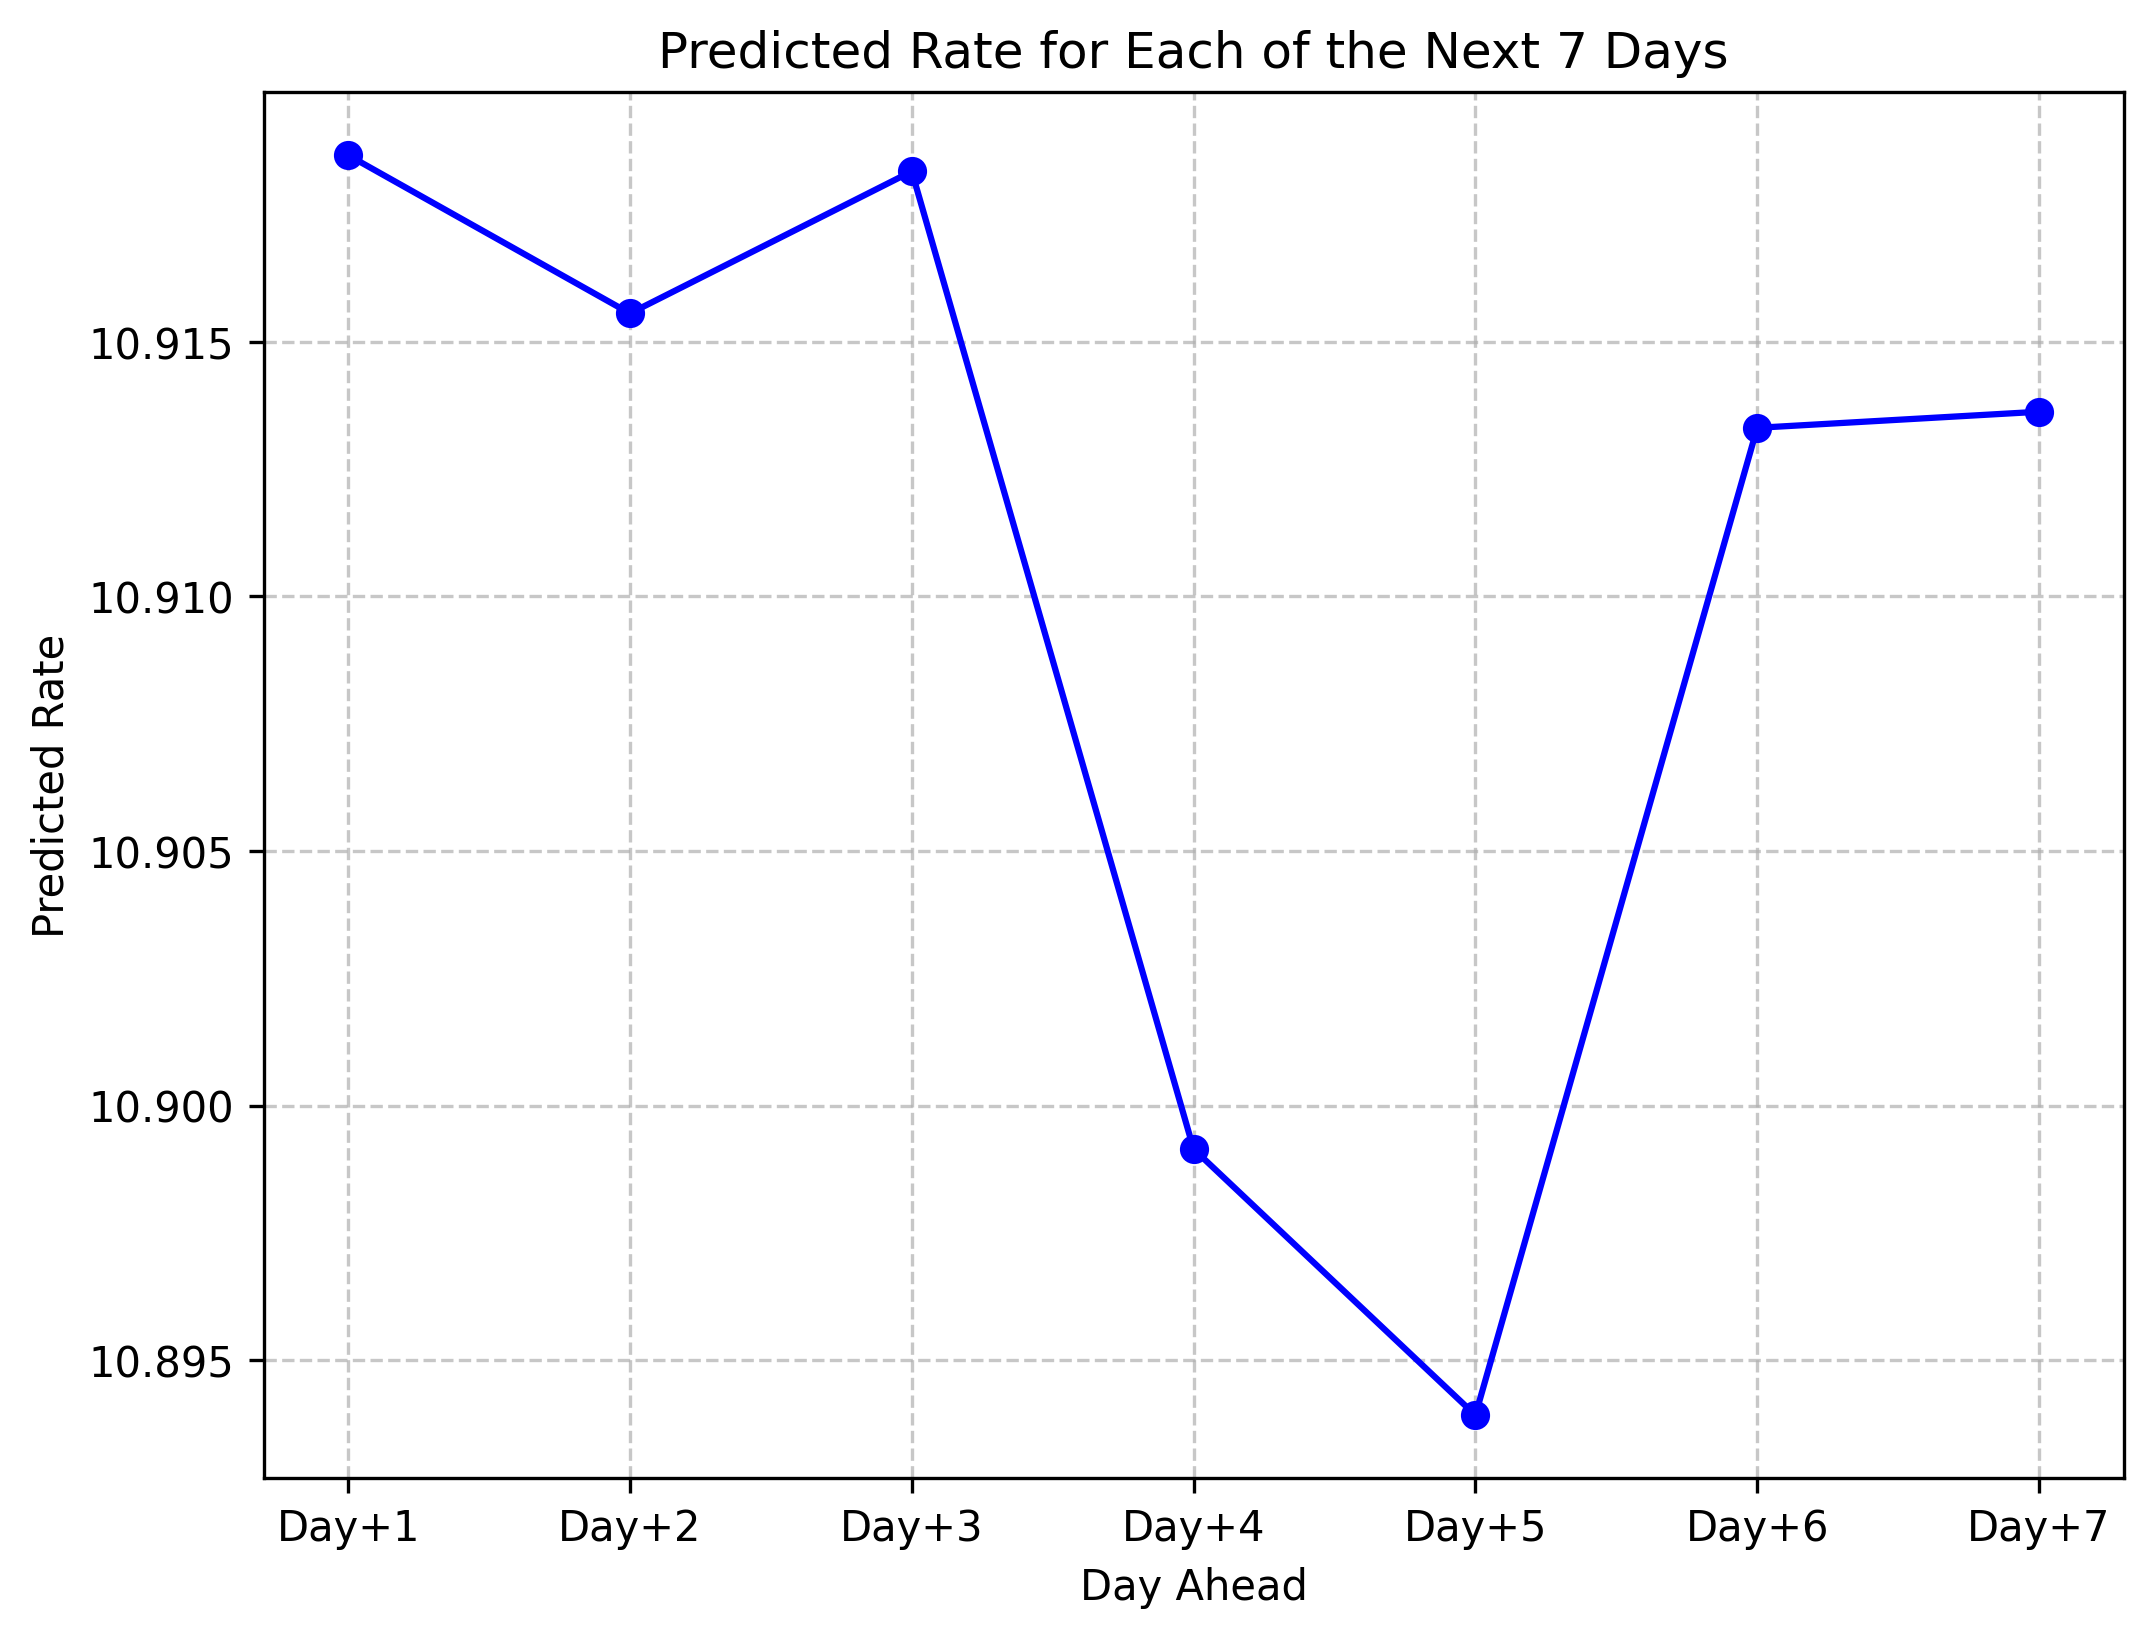 Predicted Rate for Each of the Next 7 Days
Predicted Rate
10.915
10.910
10.905
10.900
10.895
Day+1 Day+2 Day+3 Day+4 Day+5 Day+6 Day+7
Day Ahead